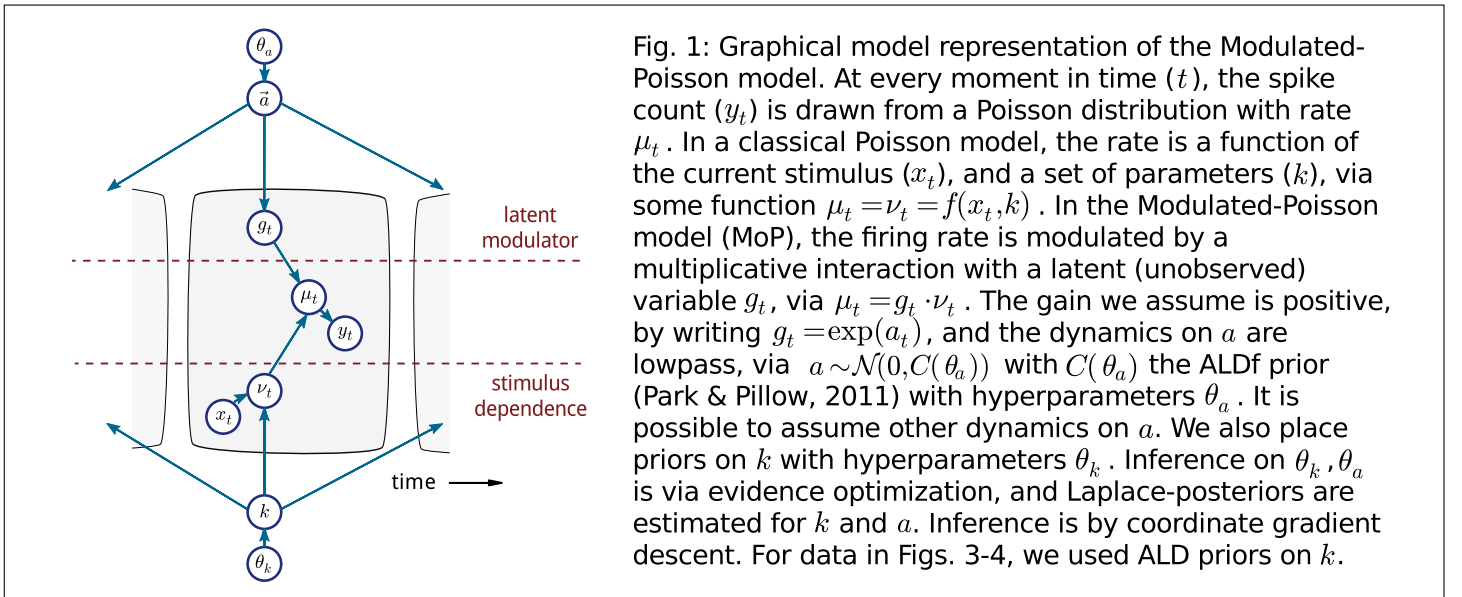 θₐ
a⃗
gₜ
latent
modulator
μₜ
yₜ
νₜ
xₜ
stimulus
dependence
time
k
θₖ
Fig. 1: Graphical model representation of the Modulated-
Poisson model. At every moment in time (t), the spike
count (yₜ) is drawn from a Poisson distribution with rate
μₜ. In a classical Poisson model, the rate is a function of
the current stimulus (xₜ), and a set of parameters (k), via
some function μₜ=νₜ=f(xₜ,k). In the Modulated-Poisson
model (MoP), the firing rate is modulated by a
multiplicative interaction with a latent (unobserved)
variable gₜ, via μₜ=gₜ·νₜ. The gain we assume is positive,
by writing gₜ=exp(aₜ), and the dynamics on a are
lowpass, via a∼𝒩(0,C(θₐ)) with C(θₐ) the ALDf prior
(Park & Pillow, 2011) with hyperparameters θₐ. It is
possible to assume other dynamics on a. We also place
priors on k with hyperparameters θₖ. Inference on θₖ,θₐ
is via evidence optimization, and Laplace-posteriors are
estimated for k and a. Inference is by coordinate gradient
descent. For data in Figs. 3-4, we used ALD priors on k.